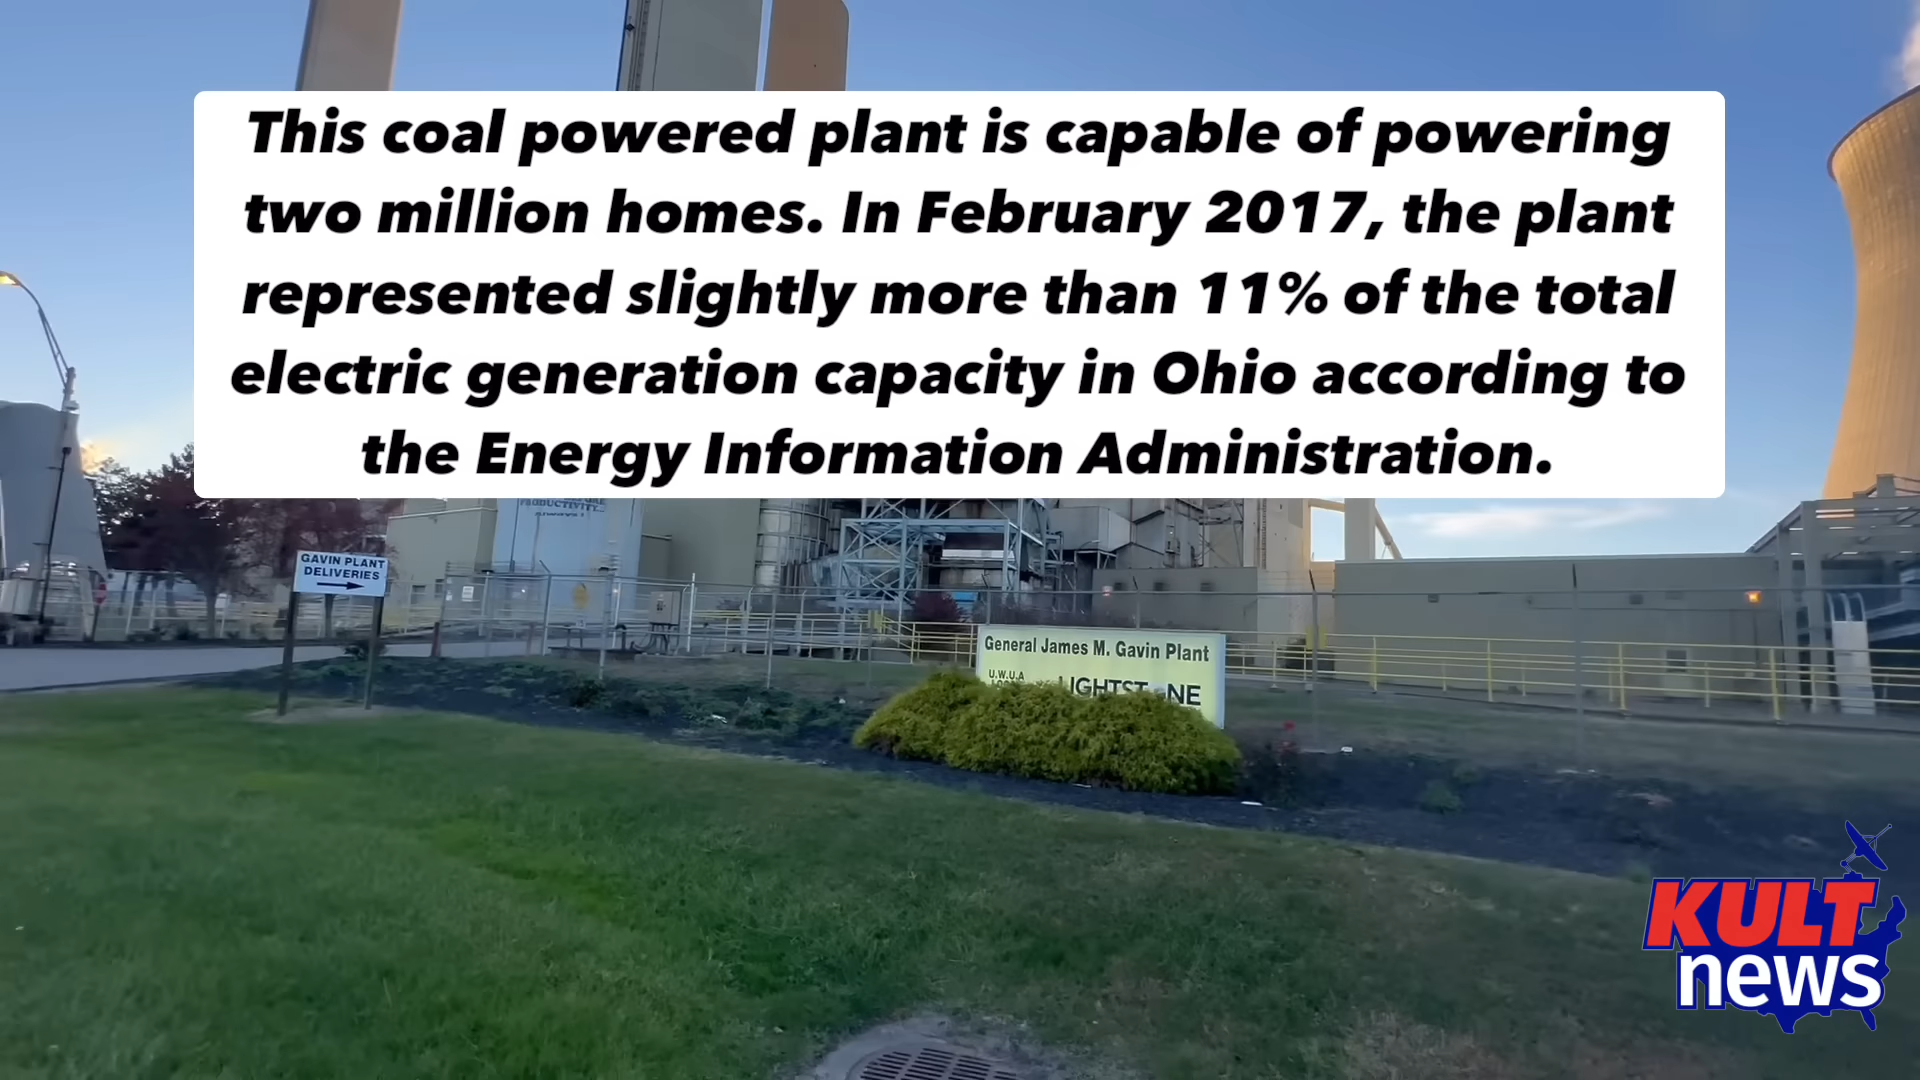 This coal powered plant is capable of powering
two million homes. In February 2017, the plant
represented slightly more than 11% of the total
electric generation capacity in Ohio according to
the Energy Information Administration.
PRODUCTIVITY
GAVIN PLANT
DELIVERIES
General James M. Gavin Plant
U.W.U.A
KULT
news